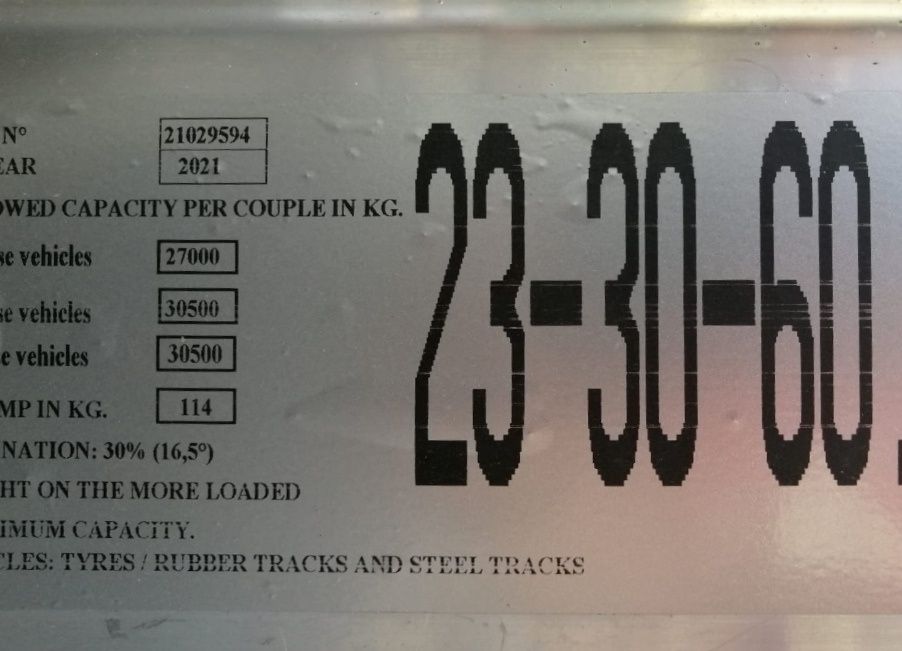 N° 21029594
EAR 2021
OWED CAPACITY PER COUPLE IN KG.
se vehicles 27000
se vehicles 30500
e vehicles 30500
MP IN KG. 114
NATION: 30% (16,5°)
HT ON THE MORE LOADED
IMUM CAPACITY.
CLES: TYRES / RUBBER TRACKS AND STEEL TRACKS
23-30-60